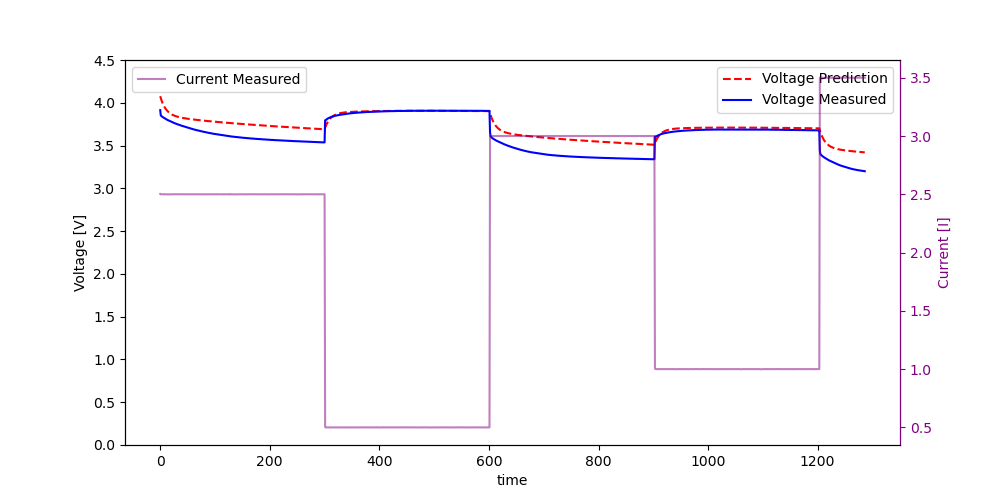 Current Measured
Voltage Prediction
Voltage Measured
4.5
4.0
3.5
3.0
2.5
2.0
1.5
1.0
0.5
0.0
Voltage [V]
3.5
3.0
2.5
2.0
1.5
1.0
0.5
Current [I]
0 200 400 600 800 1000 1200
time